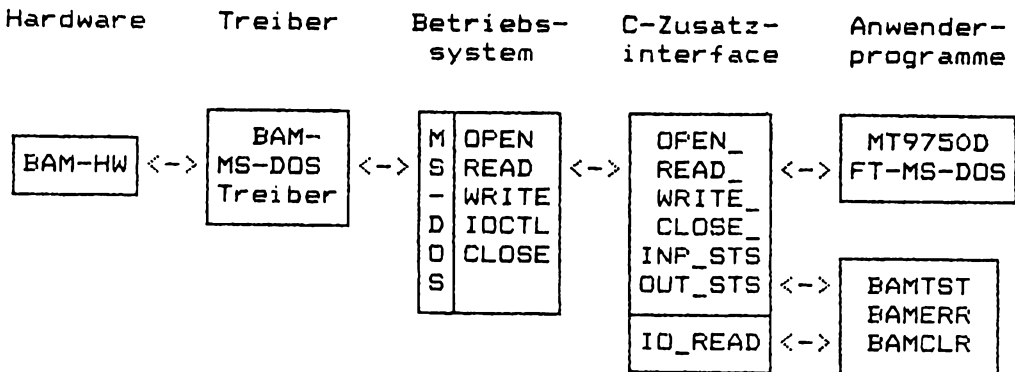 Hardware Treiber Betriebs- C-Zusatz- Anwender-
system interface programme
BAM- M OPEN OPEN_ MT9750D
BAM-HW <-> MS-DOS <-> S READ <-> READ_ <-> FT-MS-DOS
Treiber - WRITE WRITE_
D IOCTL CLOSE_
O CLOSE INP_STS
S OUT_STS <-> BAMTST
BAMERR
IO_READ <-> BAMCLR